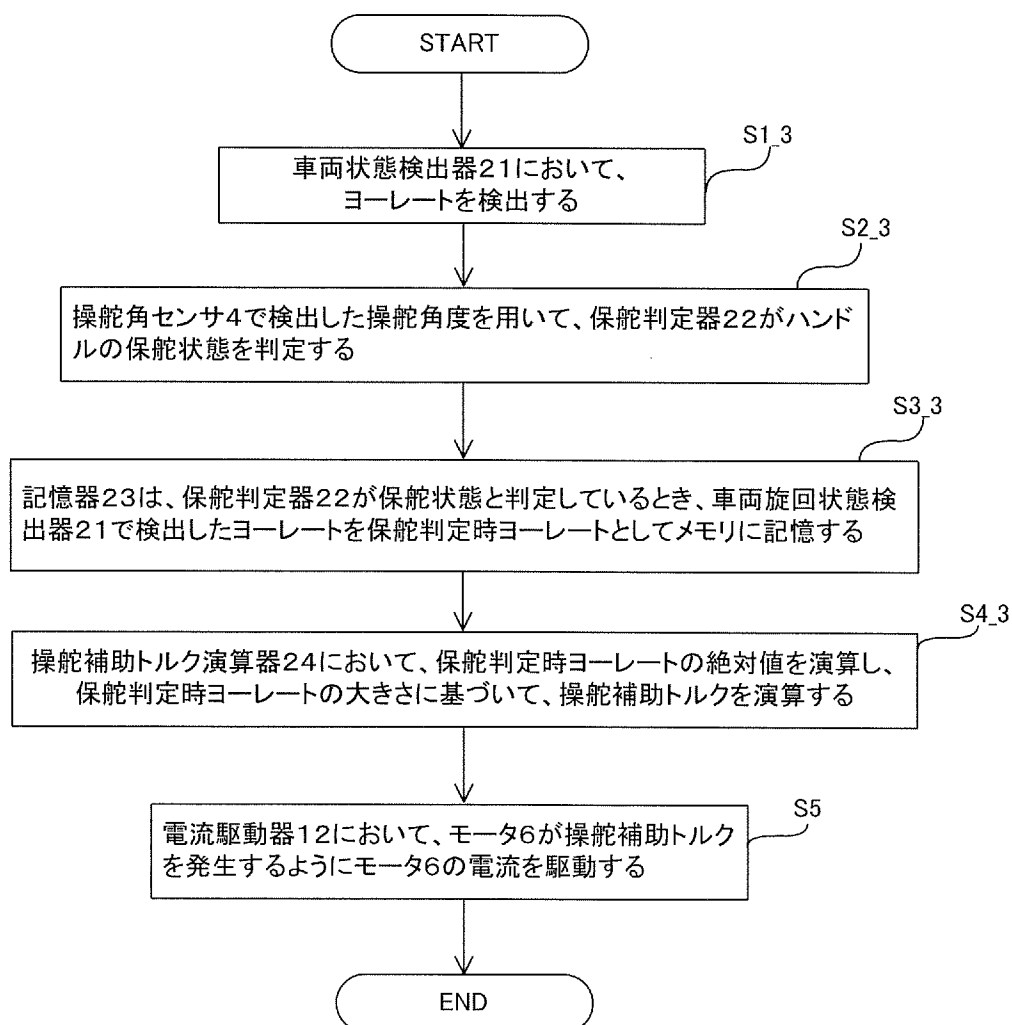 START
S1_3
車両状態検出器21において、
ヨーレートを検出する
S2_3
操舵角センサ4で検出した操舵角度を用いて、保舵判定器22がハンド
ルの保舵状態を判定する
S3_3
記憶器23は、保舵判定器22が保舵状態と判定しているとき、車両旋回状態検
出器21で検出したヨーレートを保舵判定時ヨーレートとしてメモリに記憶する
S4_3
操舵補助トルク演算器24において、保舵判定時ヨーレートの絶対値を演算し、
保舵判定時ヨーレートの大きさに基づいて、操舵補助トルクを演算する
S5
電流駆動器12において、モータ6が操舵補助トルク
を発生するようにモータ6の電流を駆動する
END